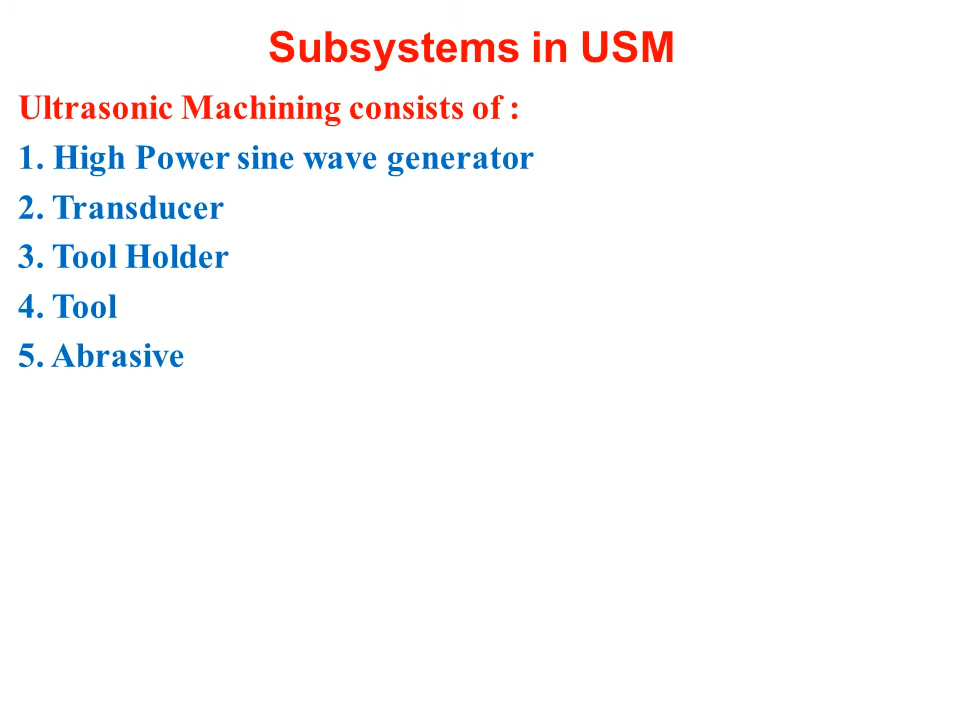 Subsystems in USM
Ultrasonic Machining consists of :
1. High Power sine wave generator
2. Transducer
3. Tool Holder
4. Tool
5. Abrasive